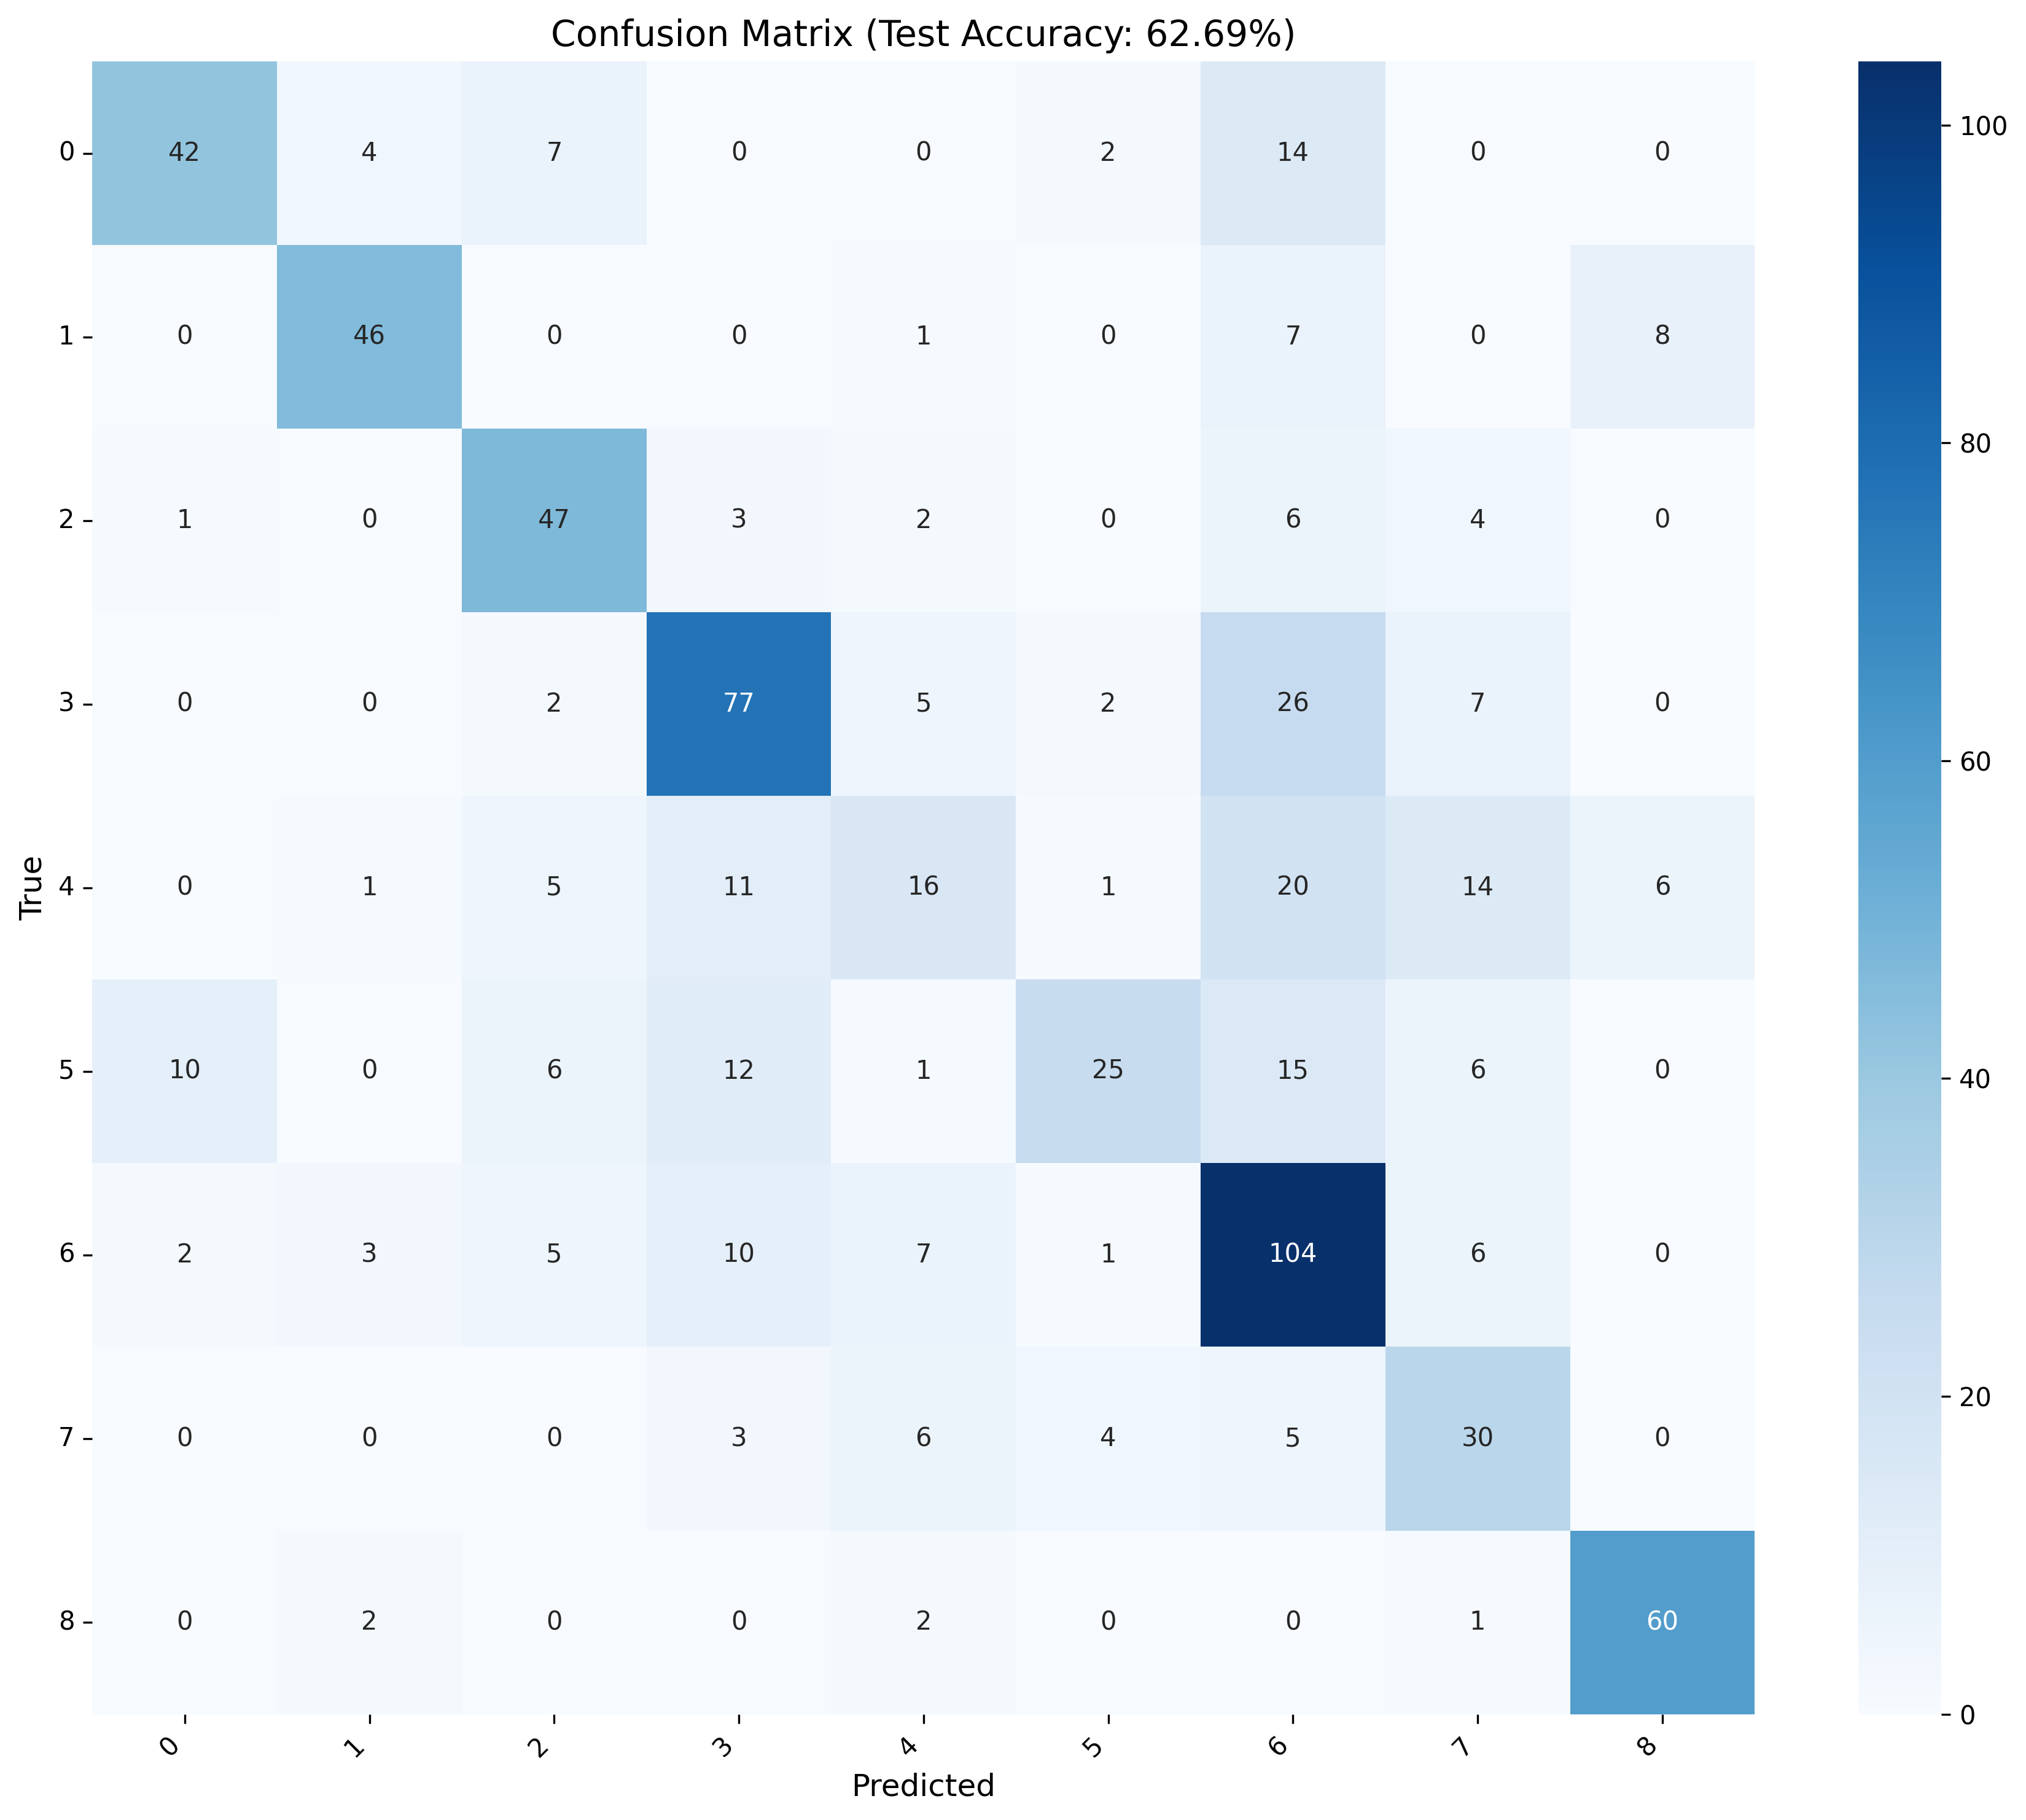 Confusion Matrix (Test Accuracy: 62.69%)
0 42 4 7 0 0 2 14 0 0
1 0 46 0 0 1 0 7 0 8
2 1 0 47 3 2 0 6 4 0
3 0 0 2 77 5 2 26 7 0
4 0 1 5 11 16 1 20 14 6
5 10 0 6 12 1 25 15 6 0
6 2 3 5 10 7 1 104 6 0
7 0 0 0 3 6 4 5 30 0
8 0 2 0 0 2 0 0 1 60
0 1 2 3 4 5 6 7 8
Predicted
True
100
80
60
40
20
0